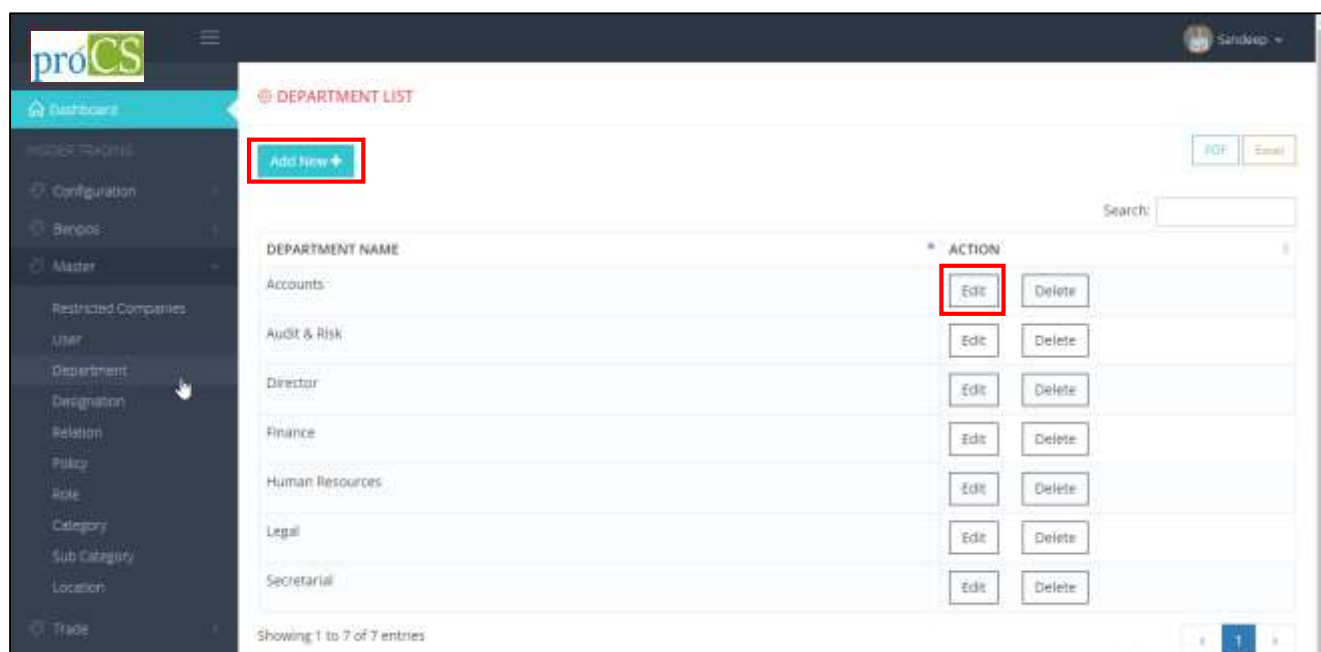 próCS
Sandeep
Dashboard
DEPARTMENT LIST
INSIDER TRADING
Add New
PDF Excel
Configuration
Search:
Benpos
DEPARTMENT NAME ACTION
Master
Accounts Edit Delete
Restricted Companies
User
Audit & Risk Edit Delete
Department
Director Edit Delete
Designation
Relation
Finance Edit Delete
Policy
Human Resources Edit Delete
Role
Category
Legal Edit Delete
Sub Category
Secretarial Edit Delete
Location
Trade
Showing 1 to 7 of 7 entries
1